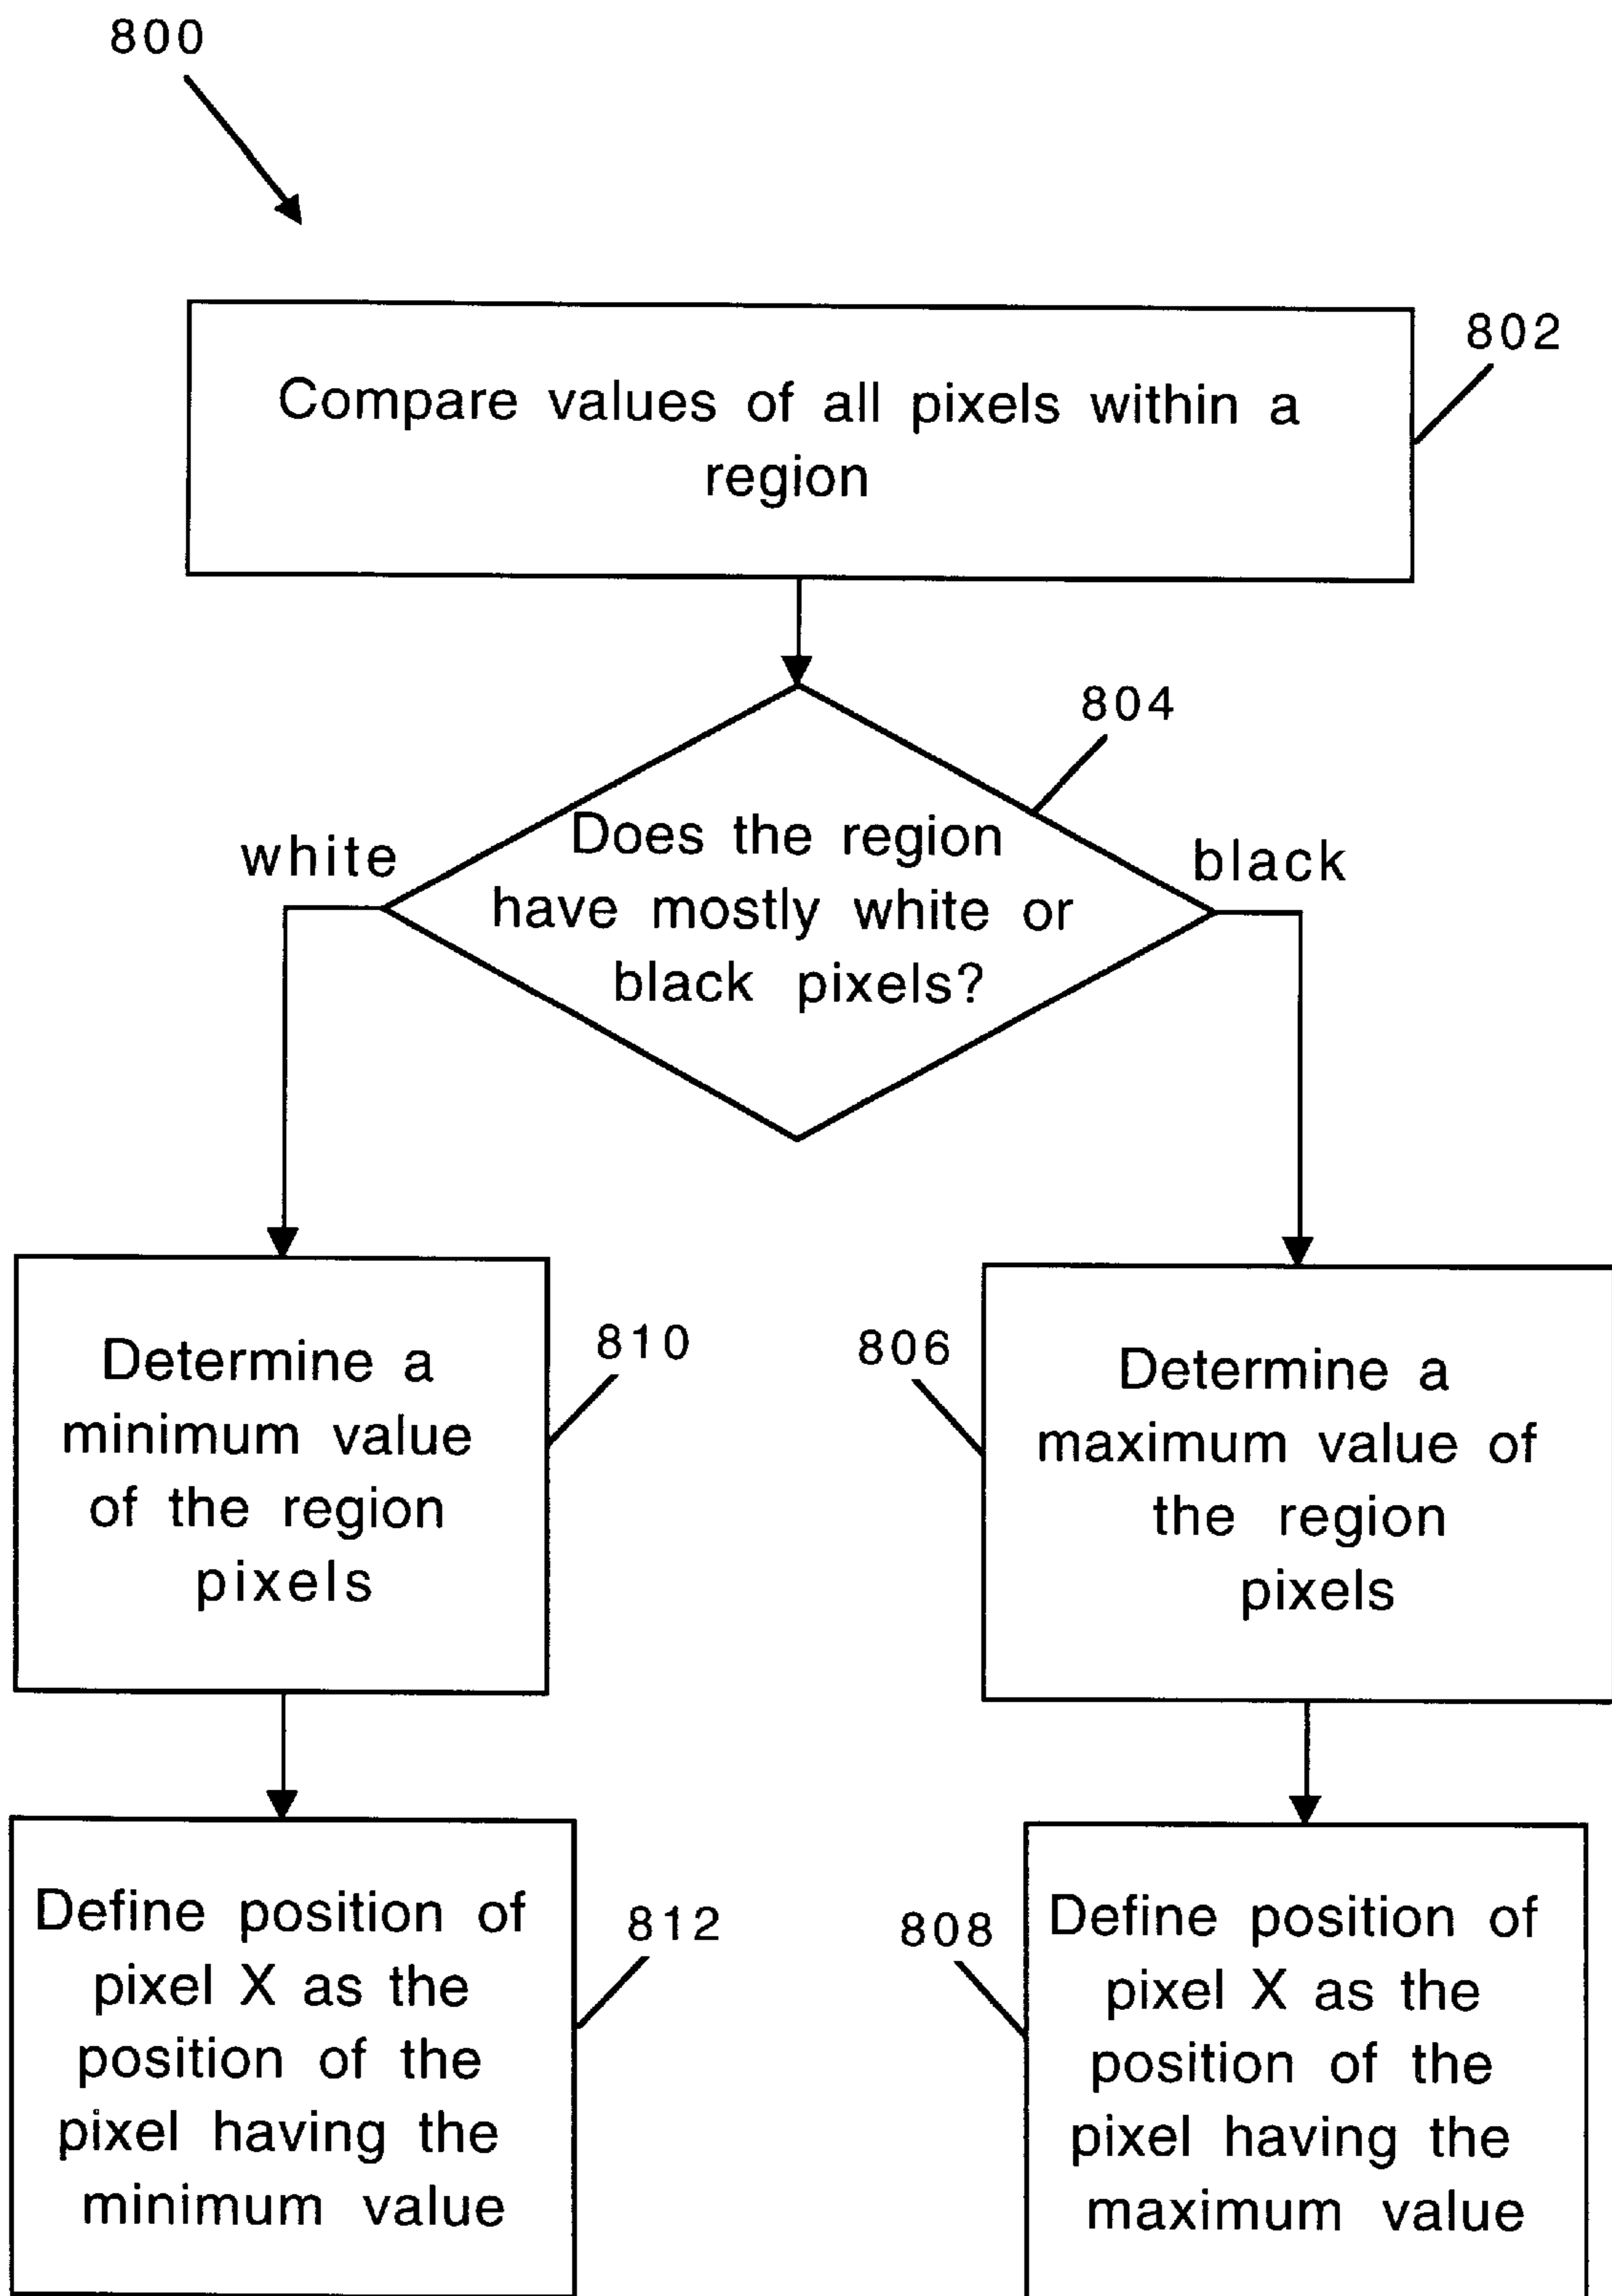 800
802
Compare values of all pixels within a
region
804
white
black
Does the region
have mostly white or
black pixels?
810
Determine a
minimum value
of the region
pixels
806
Determine a
maximum value of
the region
pixels
812
Define position of
pixel X as the
position of the
pixel having the
minimum value
808
Define position of
pixel X as the
position of the
pixel having the
maximum value